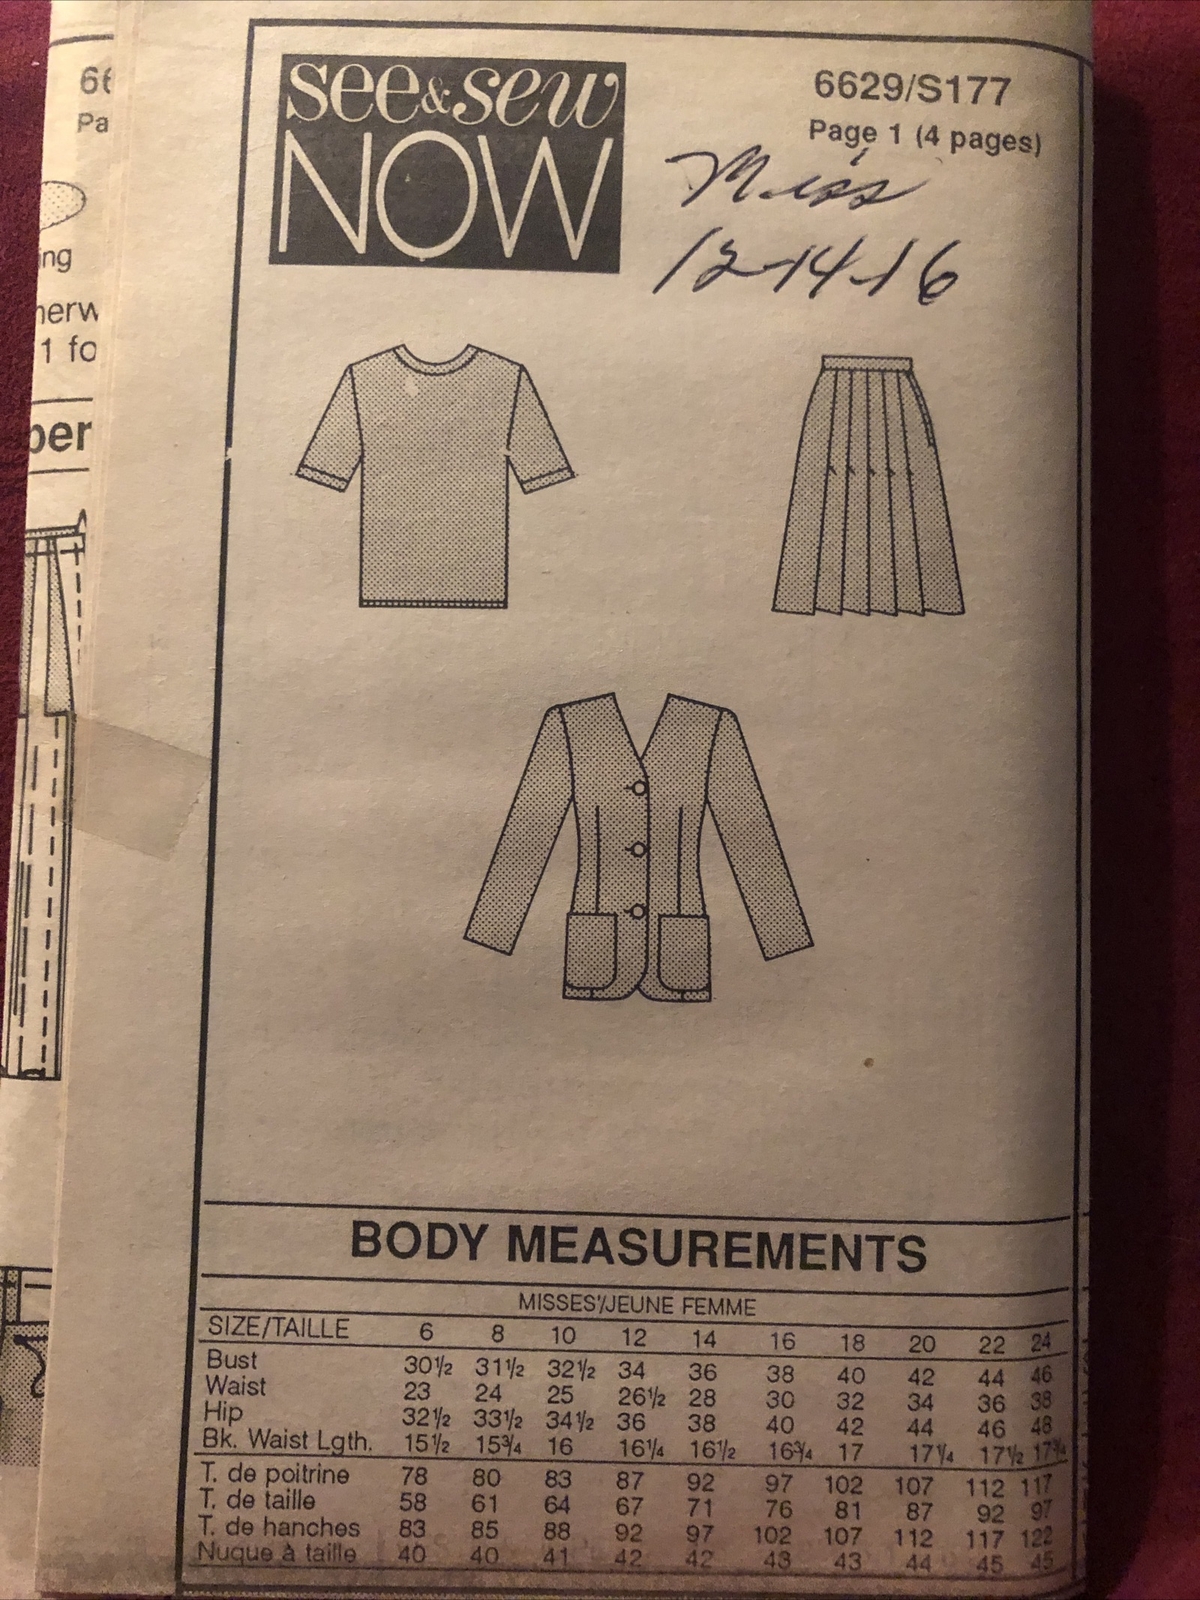 66
Pa
ing
herw
1 fo
per
see&sew
NOW
6629/S177
Page 1 (4 pages)
Miss
12-14-16
BODY MEASUREMENTS
MISSES'/JEUNE FEMME
SIZE/TAILLE 6 8 10 12 14 16 18 20 22 24
Bust 30½ 31½ 32½ 34 36 38 40 42 44 46
Waist 23 24 25 26½ 28 30 32 34 36 38
Hip 32½ 33½ 34½ 36 38 40 42 44 46 48
Bk. Waist Lgth. 15½ 15¾ 16 16¼ 16½ 16¾ 17 17¼ 17½ 17¾
T. de poitrine 78 80 83 87 92 97 102 107 112 117
T. de taille 58 61 64 67 71 76 81 87 92 97
T. de hanches 83 85 88 92 97 102 107 112 117 122
Nuque à taille 40 40 41 42 42 43 43 44 45 45